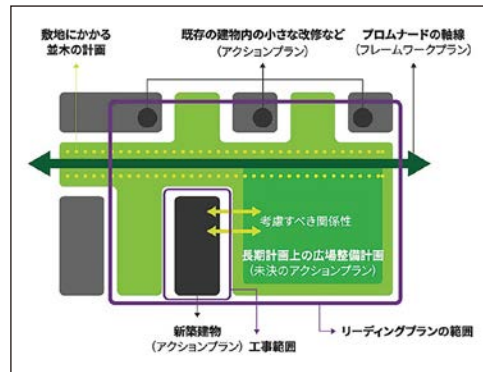 敷地にかかる
並木の計画
既存の建物内の小さな改修など
(アクションプラン)
プロムナードの軸線
(フレームワークプラン)
考慮すべき関係性
長期計画上の広場整備計画
(未決のアクションプラン)
新築建物
(アクションプラン)
工事範囲
リーディングプランの範囲